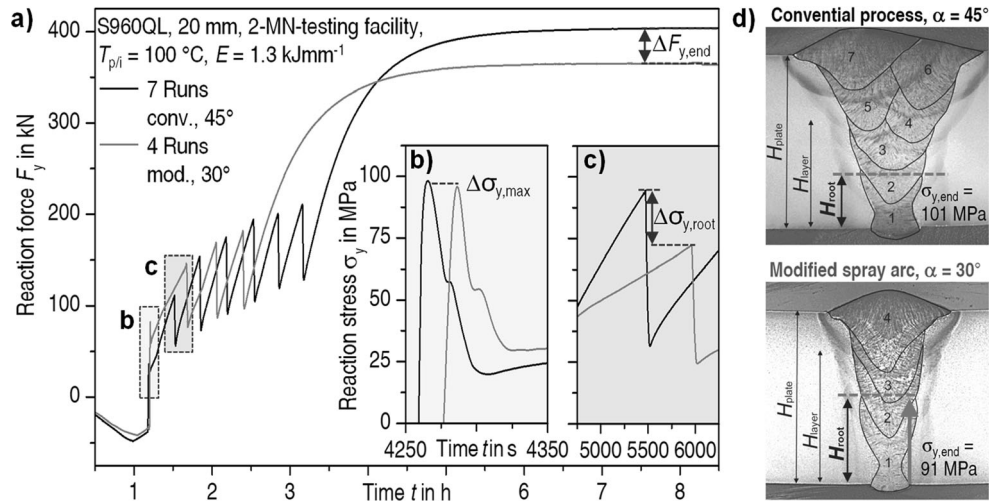 a)
S960QL, 20 mm, 2-MN-testing facility,
Tp/i = 100 °C, E = 1.3 kJmm-1
7 Runs
conv., 45°
4 Runs
mod., 30°
ΔFy,end
Reaction force Fy in kN
400
300
200
100
0
b
c
1
2
3
6
7
8
Time t in h
b)
Δσy,max
Reaction stress σy in MPa
100
75
50
25
0
4250
4350
Time t in s
c)
Δσy,root
5000
5500
6000
Time t in s
d)
Convential process, α = 45°
7
6
5
4
3
2
1
Hplate
Hlayer
Hroot
σy,end =
101 MPa
Modified spray arc, α = 30°
4
3
2
1
Hplate
Hlayer
Hroot
σy,end =
91 MPa